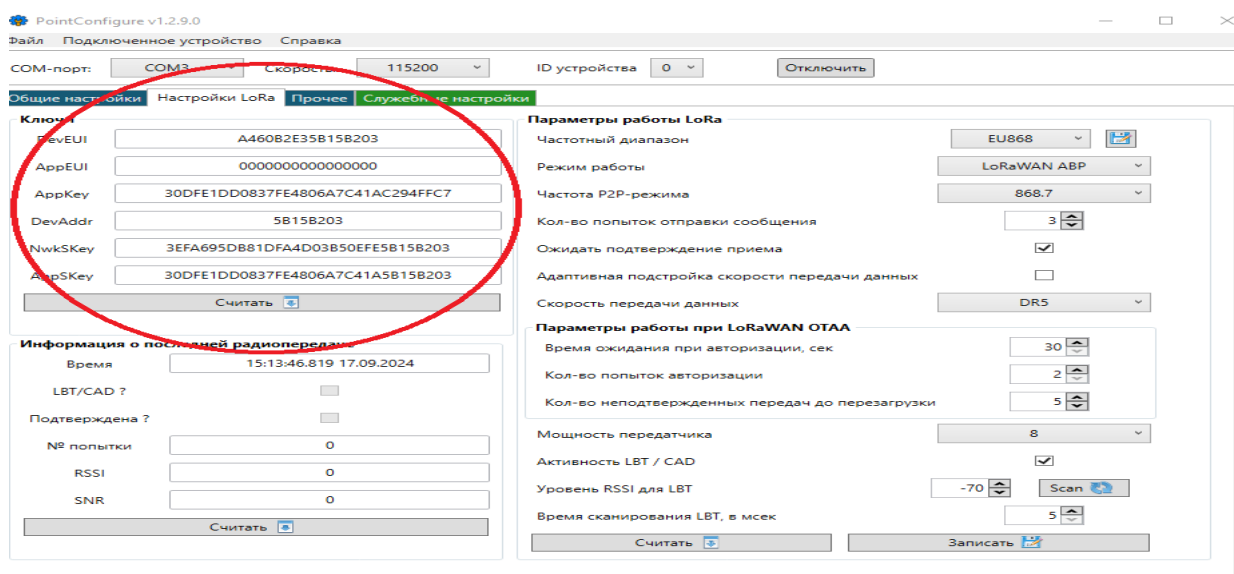 PointConfigure v1.2.9.0
Файл Подключенное устройство Справка
COM-порт: COM3 Скорость: 115200 ID устройства 0 Отключить
Общие настройки Настройки LoRa Прочее Служебные настройки
Ключи
DevEUI A460B2E35B15B203
AppEUI 0000000000000000
AppKey 30DFE1DD0837FE4806A7C41AC294FFC7
DevAddr 5B15B203
NwkSKey 3EFA695DB81DFA4D03B50EFE5B15B203
AppSKey 30DFE1DD0837FE4806A7C41A5B15B203
Считать
Информация о последней радиопередаче
Время 15:13:46.819 17.09.2024
LBT/CAD ?
Подтверждена ?
№ попытки 0
RSSI 0
SNR 0
Считать
Параметры работы LoRa
Частотный диапазон EU868
Режим работы LoRaWAN ABP
Частота P2P-режима 868.7
Кол-во попыток отправки сообщения 3
Ожидать подтверждение приема
Адаптивная подстройка скорости передачи данных
Скорость передачи данных DR5
Параметры работы при LoRaWAN OTAA
Время ожидания при авторизации, сек 30
Кол-во попыток авторизации 2
Кол-во неподтвержденных передач до перезагрузки 5
Мощность передатчика 8
Активность LBT / CAD
Уровень RSSI для LBT -70 Scan
Время сканирования LBT, в мсек 5
Считать Записать